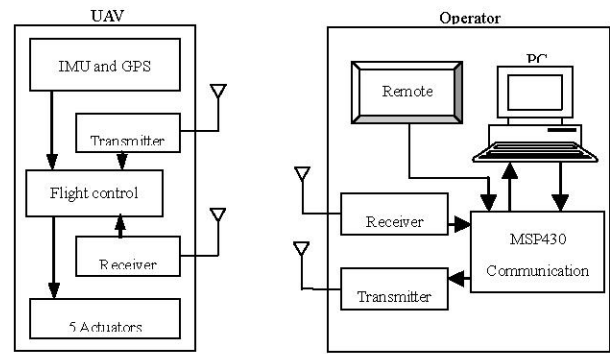 UAV
IMU and GPS
Transmitter
Flight control
Receiver
5 Actuators
Operator
PC
Remote
Receiver
MSP430
Communication
Transmitter